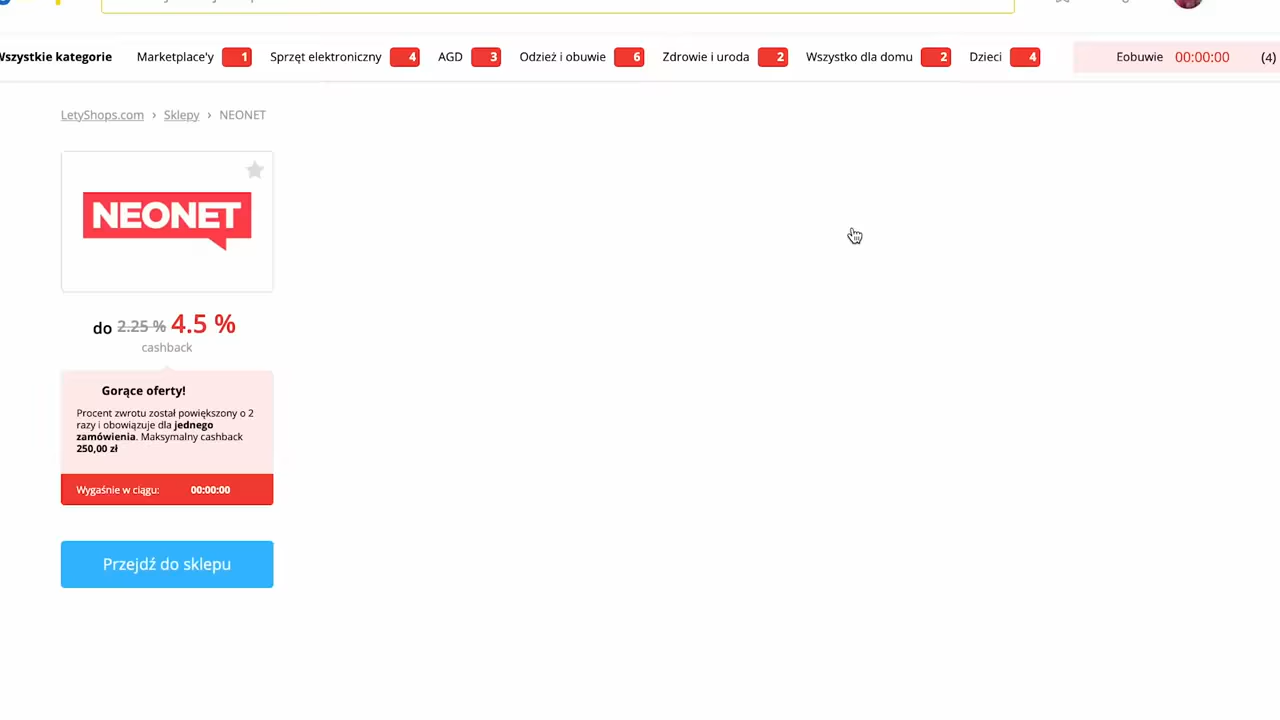 Wszystkie kategorie Marketplace'y 1 Sprzęt elektroniczny 4 AGD 3 Odzież i obuwie 6 Zdrowie i uroda 2 Wszystko dla domu 2 Dzieci 4 Eobuwie 00:00:00 (4)
LetyShops.com › Sklepy › NEONET
NEONET
do 2.25 % 4.5 %
cashback
Gorące oferty!
Procent zwrotu został powiększony o 2
razy i obowiązuje dla jednego
zamówienia. Maksymalny cashback
250,00 zł
Wygaśnie w ciągu: 00:00:00
Przejdź do sklepu